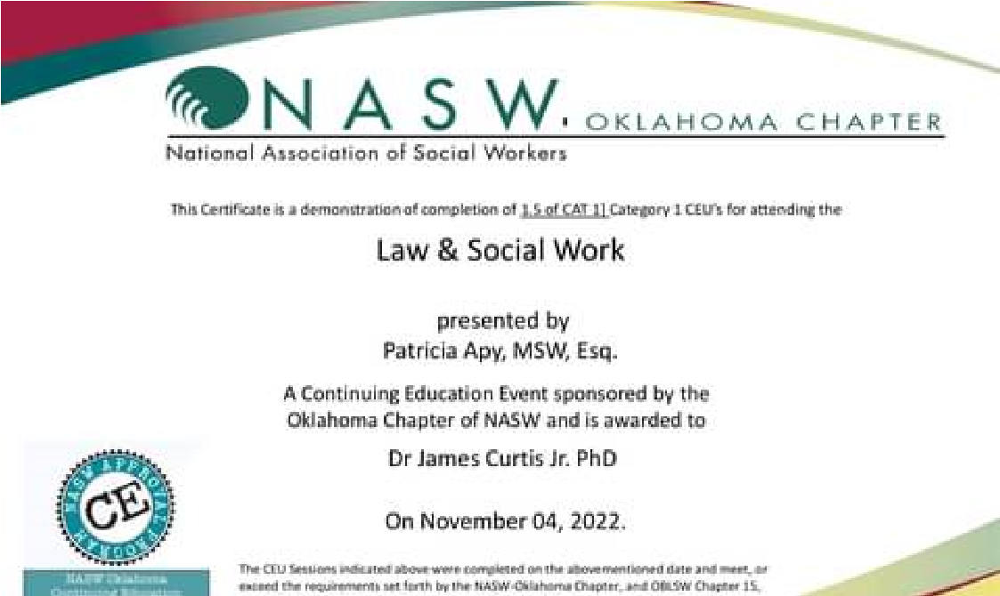 NASW. OKLAHOMA CHAPTER
National Association of Social Workers
This Certificate is a demonstration of completion of 1.5 of CAT 1] Category 1 CEU's for attending the
Law & Social Work
presented by
Patricia Apy, MSW, Esq.
A Continuing Education Event sponsored by the
Oklahoma Chapter of NASW and is awarded to
Dr James Curtis Jr. PhD
On November 04, 2022.
NASW APPROVAL PROGRAM
CE
NASW Oklahoma
Continuing Education
The CEU Sessions indicated above were completed on the abovementioned date and meet, or
exceed the requirements set forth by the NASW-Oklahoma Chapter, and OBLSW Chapter 15,